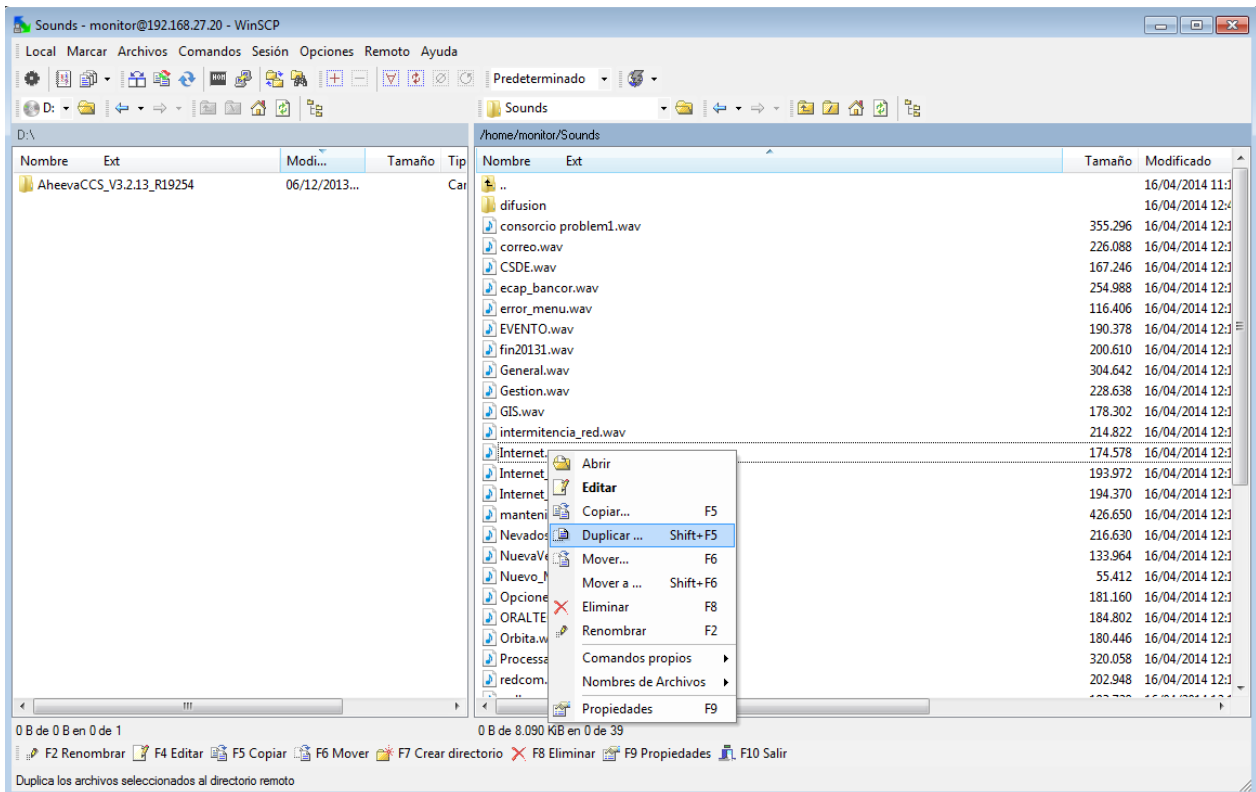 Sounds - monitor@192.168.27.20 - WinSCP
Local Marcar Archivos Comandos Sesión Opciones Remoto Ayuda
Predeterminado
D:
Sounds
D:\
/home/monitor/Sounds
Nombre Ext Modi... Tamaño Tip
AheevaCCS_V3.2.13_R19254 06/12/2013... Car
Nombre Ext Tamaño Modificado
.. 16/04/2014 11:1
difusion 16/04/2014 12:4
consorcio problem1.wav 355.296 16/04/2014 12:1
correo.wav 226.088 16/04/2014 12:1
CSDE.wav 167.246 16/04/2014 12:1
ecap_bancor.wav 254.988 16/04/2014 12:1
error_menu.wav 116.406 16/04/2014 12:1
EVENTO.wav 190.378 16/04/2014 12:1
fin20131.wav 200.610 16/04/2014 12:1
General.wav 304.642 16/04/2014 12:1
Gestion.wav 228.638 16/04/2014 12:1
GIS.wav 178.302 16/04/2014 12:1
intermitencia_red.wav 214.822 16/04/2014 12:1
Internet. 174.578 16/04/2014 12:1
Internet_ 193.972 16/04/2014 12:1
Internet_ 194.370 16/04/2014 12:1
manteni 426.650 16/04/2014 12:1
Nevados 216.630 16/04/2014 12:1
NuevaVe 133.964 16/04/2014 12:1
Nuevo_M 55.412 16/04/2014 12:1
Opcione 181.160 16/04/2014 12:1
ORALTE 184.802 16/04/2014 12:1
Orbita.w 180.446 16/04/2014 12:1
Processa 320.058 16/04/2014 12:1
redcom. 202.948 16/04/2014 12:1
Abrir
Editar
Copiar... F5
Duplicar ... Shift+F5
Mover... F6
Mover a ... Shift+F6
Eliminar F8
Renombrar F2
Comandos propios
Nombres de Archivos
Propiedades F9
0 B de 0 B en 0 de 1
0 B de 8.090 KiB en 0 de 39
F2 Renombrar F4 Editar F5 Copiar F6 Mover F7 Crear directorio F8 Eliminar F9 Propiedades F10 Salir
Duplica los archivos seleccionados al directorio remoto